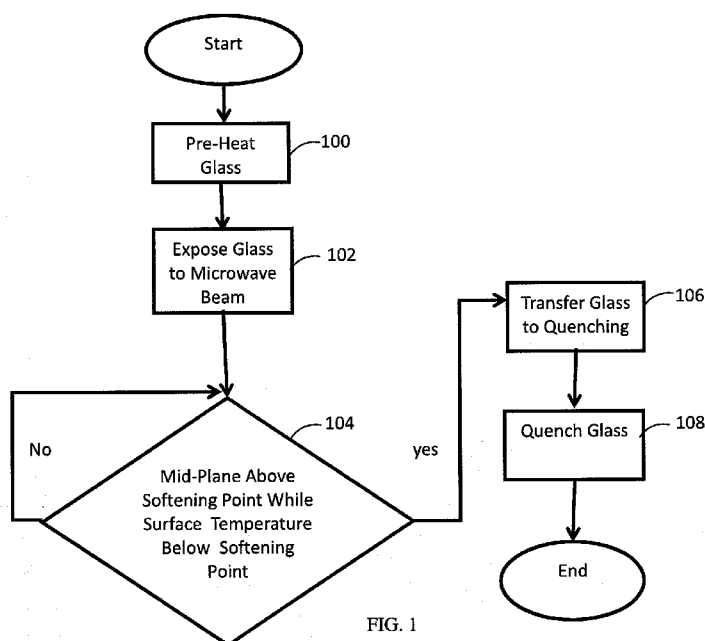 Start
Pre-Heat
Glass
100
Expose Glass
to Microwave
Beam
102
104
No
yes
Mid-Plane Above
Softening Point While
Surface Temperature
Below Softening
Point
Transfer Glass
to Quenching
106
Quench Glass
108
End
FIG. 1